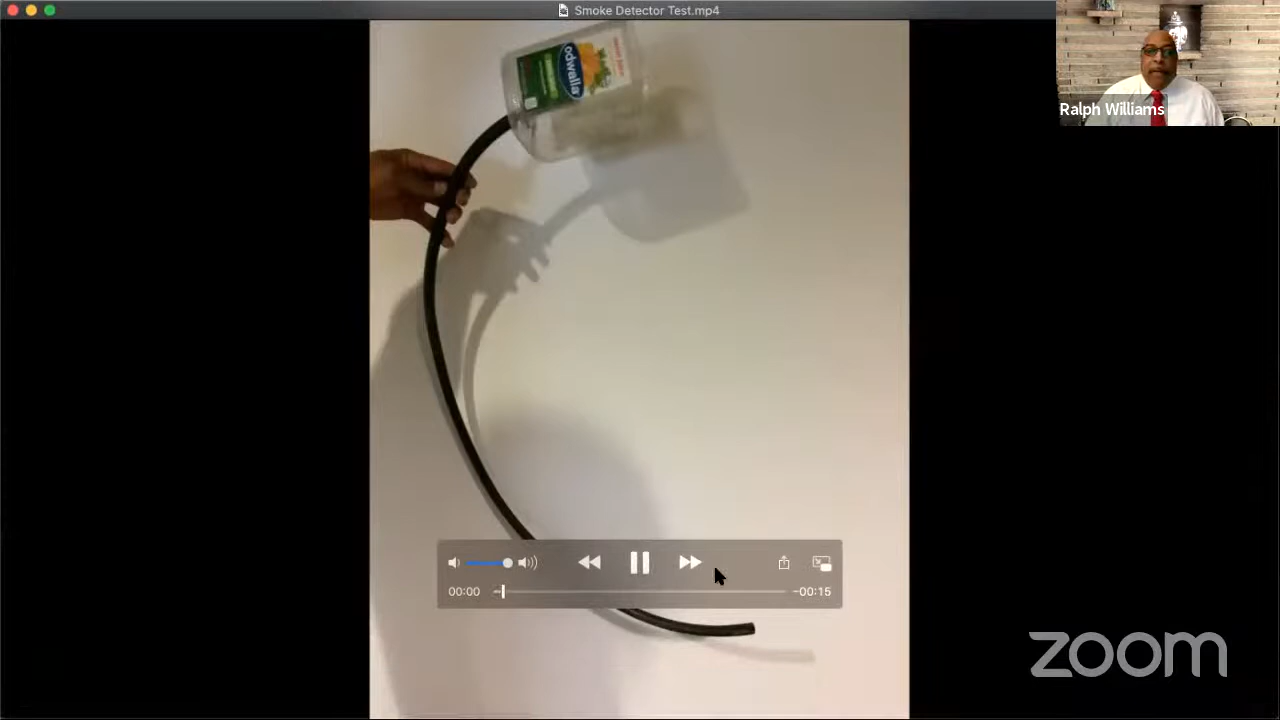 Smoke Detector Test.mp4
Ralph Williams
odwalla
00:00
-00:15
zoom